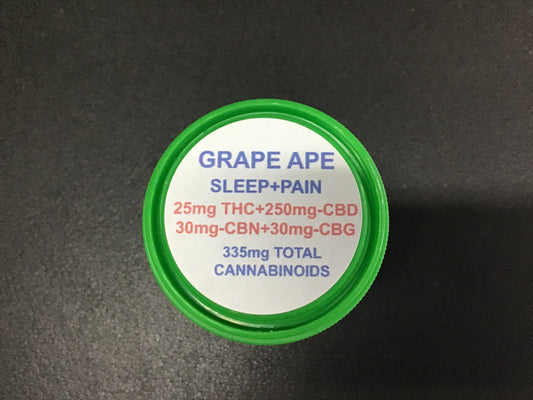 GRAPE APE
SLEEP+PAIN
25mg THC+250mg-CBD
30mg-CBN+30mg-CBG
335mg TOTAL
CANNABINOIDS